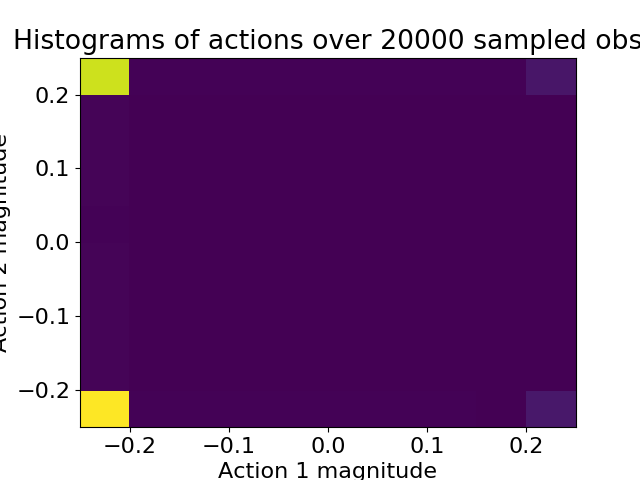 Histograms of actions over 20000 sampled obs
Action 2 magnitude
0.2
0.1
0.0
−0.1
−0.2
−0.2 −0.1 0.0 0.1 0.2
Action 1 magnitude